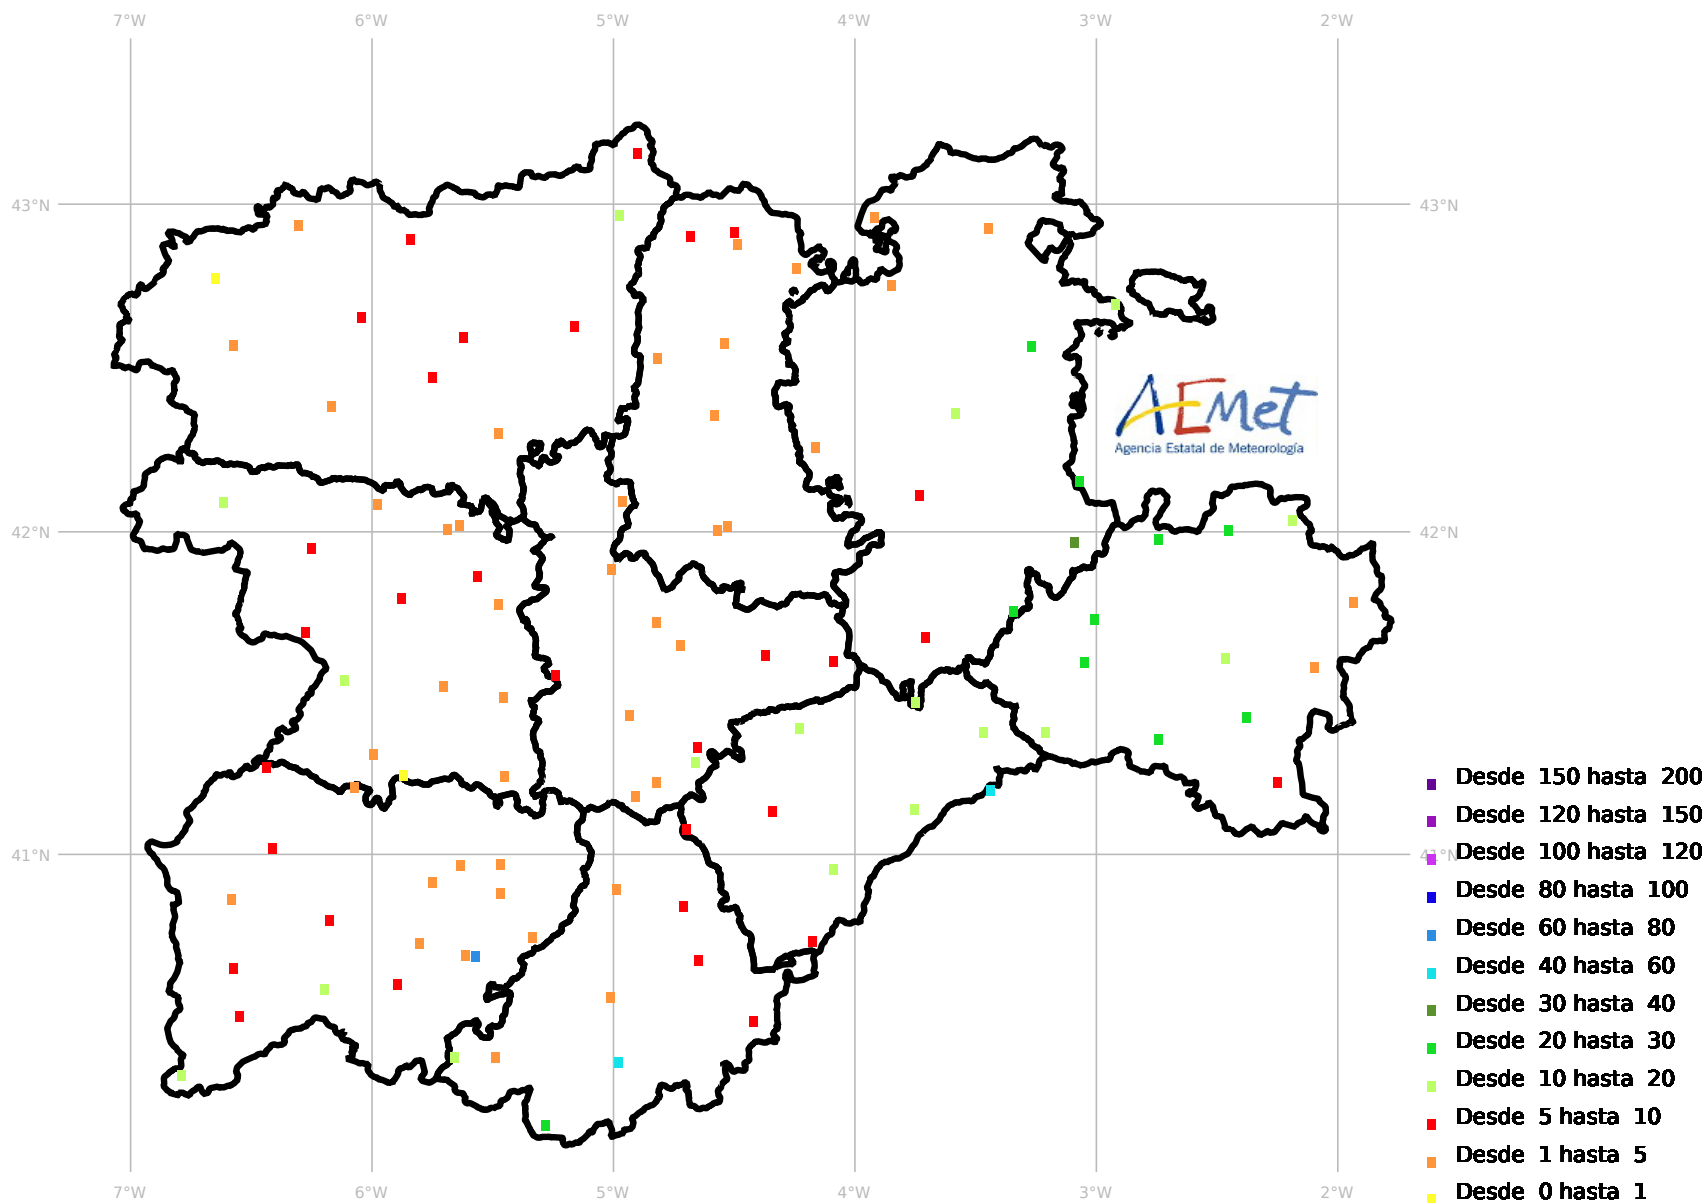 7°W 6°W 5°W 4°W 3°W 2°W
43°N 43°N
AEMet
Agencia Estatal de Meteorología
42°N 42°N
Desde 150 hasta 200
Desde 120 hasta 150
41°N 41°N
Desde 100 hasta 120
Desde 80 hasta 100
Desde 60 hasta 80
Desde 40 hasta 60
Desde 30 hasta 40
Desde 20 hasta 30
Desde 10 hasta 20
Desde 5 hasta 10
Desde 1 hasta 5
Desde 0 hasta 1
7°W 6°W 5°W 4°W 3°W 2°W